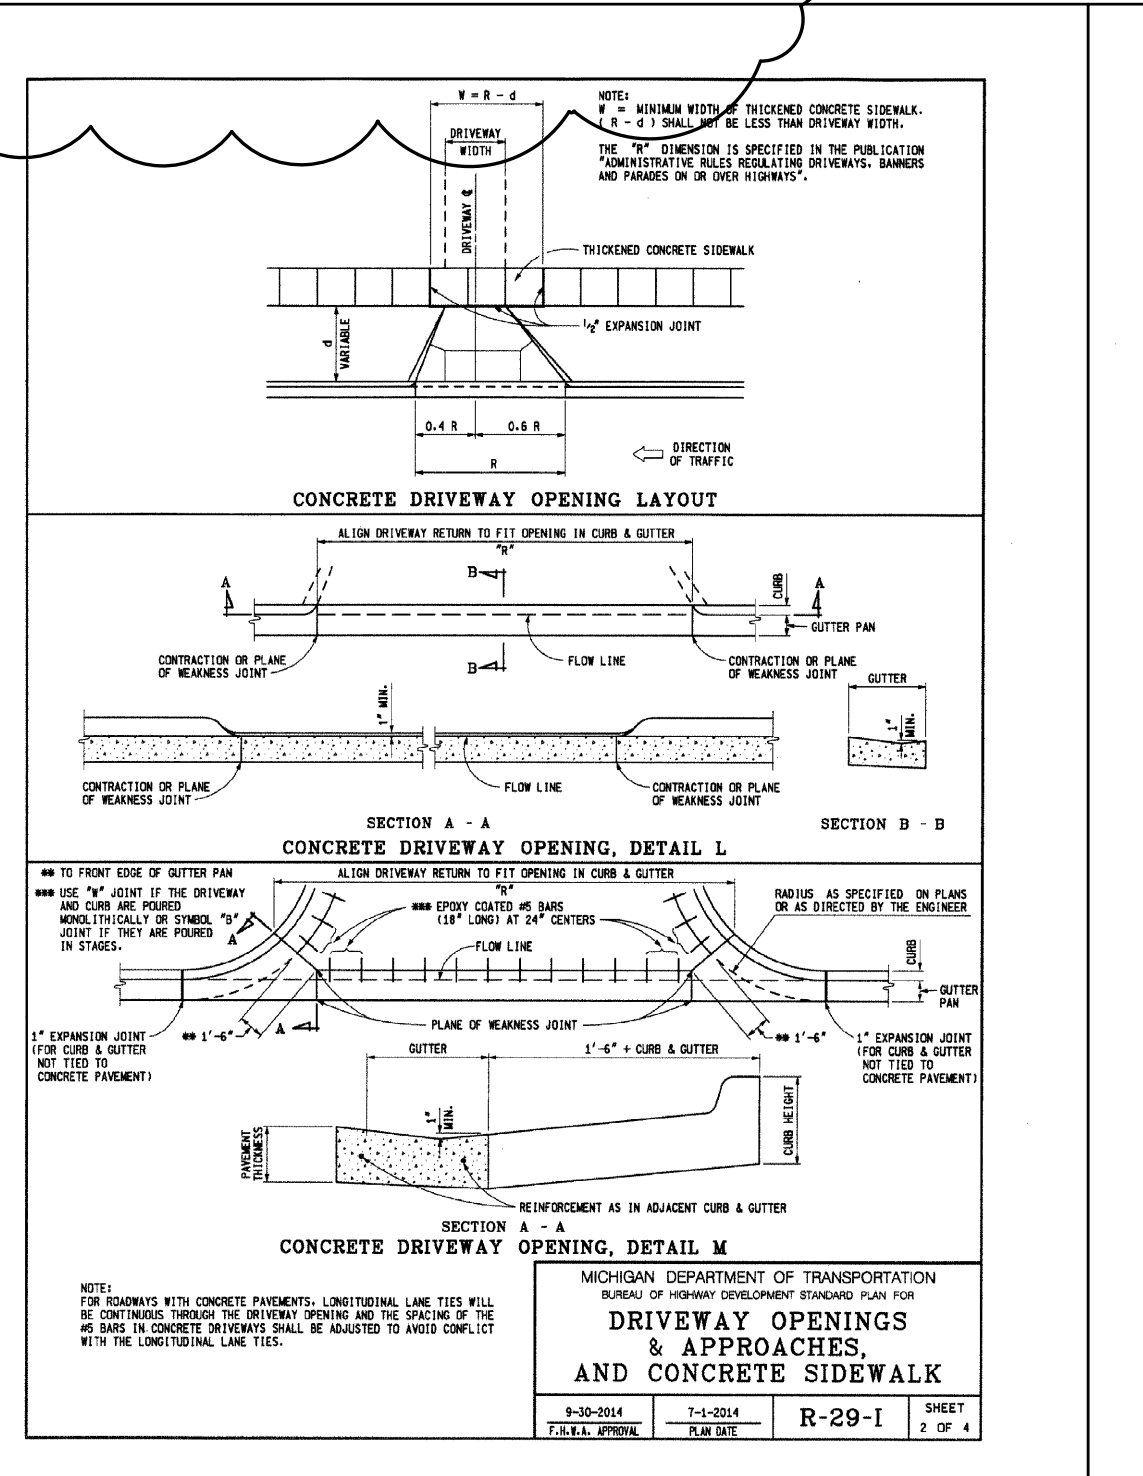 W = R - d
DRIVEWAY
WIDTH
NOTE:
W = MINIMUM WIDTH OF THICKENED CONCRETE SIDEWALK.
( R - d ) SHALL NOT BE LESS THAN DRIVEWAY WIDTH.
THE "R" DIMENSION IS SPECIFIED IN THE PUBLICATION
"ADMINISTRATIVE RULES REGULATING DRIVEWAYS, BANNERS
AND PARADES ON OR OVER HIGHWAYS".
DRIVEWAY ℄
THICKENED CONCRETE SIDEWALK
1/2" EXPANSION JOINT
d
VARIABLE
0.4 R
0.6 R
R
DIRECTION
OF TRAFFIC
CONCRETE DRIVEWAY OPENING LAYOUT
ALIGN DRIVEWAY RETURN TO FIT OPENING IN CURB & GUTTER
"R"
B
A
A
CURB
GUTTER PAN
CONTRACTION OR PLANE
OF WEAKNESS JOINT
B
FLOW LINE
CONTRACTION OR PLANE
OF WEAKNESS JOINT
GUTTER
1" MIN.
1"
MIN.
CONTRACTION OR PLANE
OF WEAKNESS JOINT
FLOW LINE
CONTRACTION OR PLANE
OF WEAKNESS JOINT
SECTION A - A
SECTION B - B
CONCRETE DRIVEWAY OPENING, DETAIL L
** TO FRONT EDGE OF GUTTER PAN
*** USE "W" JOINT IF THE DRIVEWAY
AND CURB ARE POURED
MONOLITHICALLY OR SYMBOL "B"
JOINT IF THEY ARE POURED
IN STAGES.
ALIGN DRIVEWAY RETURN TO FIT OPENING IN CURB & GUTTER
"R"
*** EPOXY COATED #5 BARS
(18" LONG) AT 24" CENTERS
RADIUS AS SPECIFIED ON PLANS
OR AS DIRECTED BY THE ENGINEER
A
FLOW LINE
CURB
GUTTER
PAN
1" EXPANSION JOINT
(FOR CURB & GUTTER
NOT TIED TO
CONCRETE PAVEMENT)
** 1'-6"
A
PLANE OF WEAKNESS JOINT
** 1'-6"
1" EXPANSION JOINT
(FOR CURB & GUTTER
NOT TIED TO
CONCRETE PAVEMENT)
GUTTER
1'-6" + CURB & GUTTER
1"
MIN.
CURB HEIGHT
PAVEMENT
THICKNESS
REINFORCEMENT AS IN ADJACENT CURB & GUTTER
SECTION A - A
CONCRETE DRIVEWAY OPENING, DETAIL M
NOTE:
FOR ROADWAYS WITH CONCRETE PAVEMENTS, LONGITUDINAL LANE TIES WILL
BE CONTINUOUS THROUGH THE DRIVEWAY OPENING AND THE SPACING OF THE
#5 BARS IN CONCRETE DRIVEWAYS SHALL BE ADJUSTED TO AVOID CONFLICT
WITH THE LONGITUDINAL LANE TIES.
MICHIGAN DEPARTMENT OF TRANSPORTATION
BUREAU OF HIGHWAY DEVELOPMENT STANDARD PLAN FOR
DRIVEWAY OPENINGS
& APPROACHES,
AND CONCRETE SIDEWALK
9-30-2014
F.H.W.A. APPROVAL
7-1-2014
PLAN DATE
R-29-I
SHEET
2 OF 4